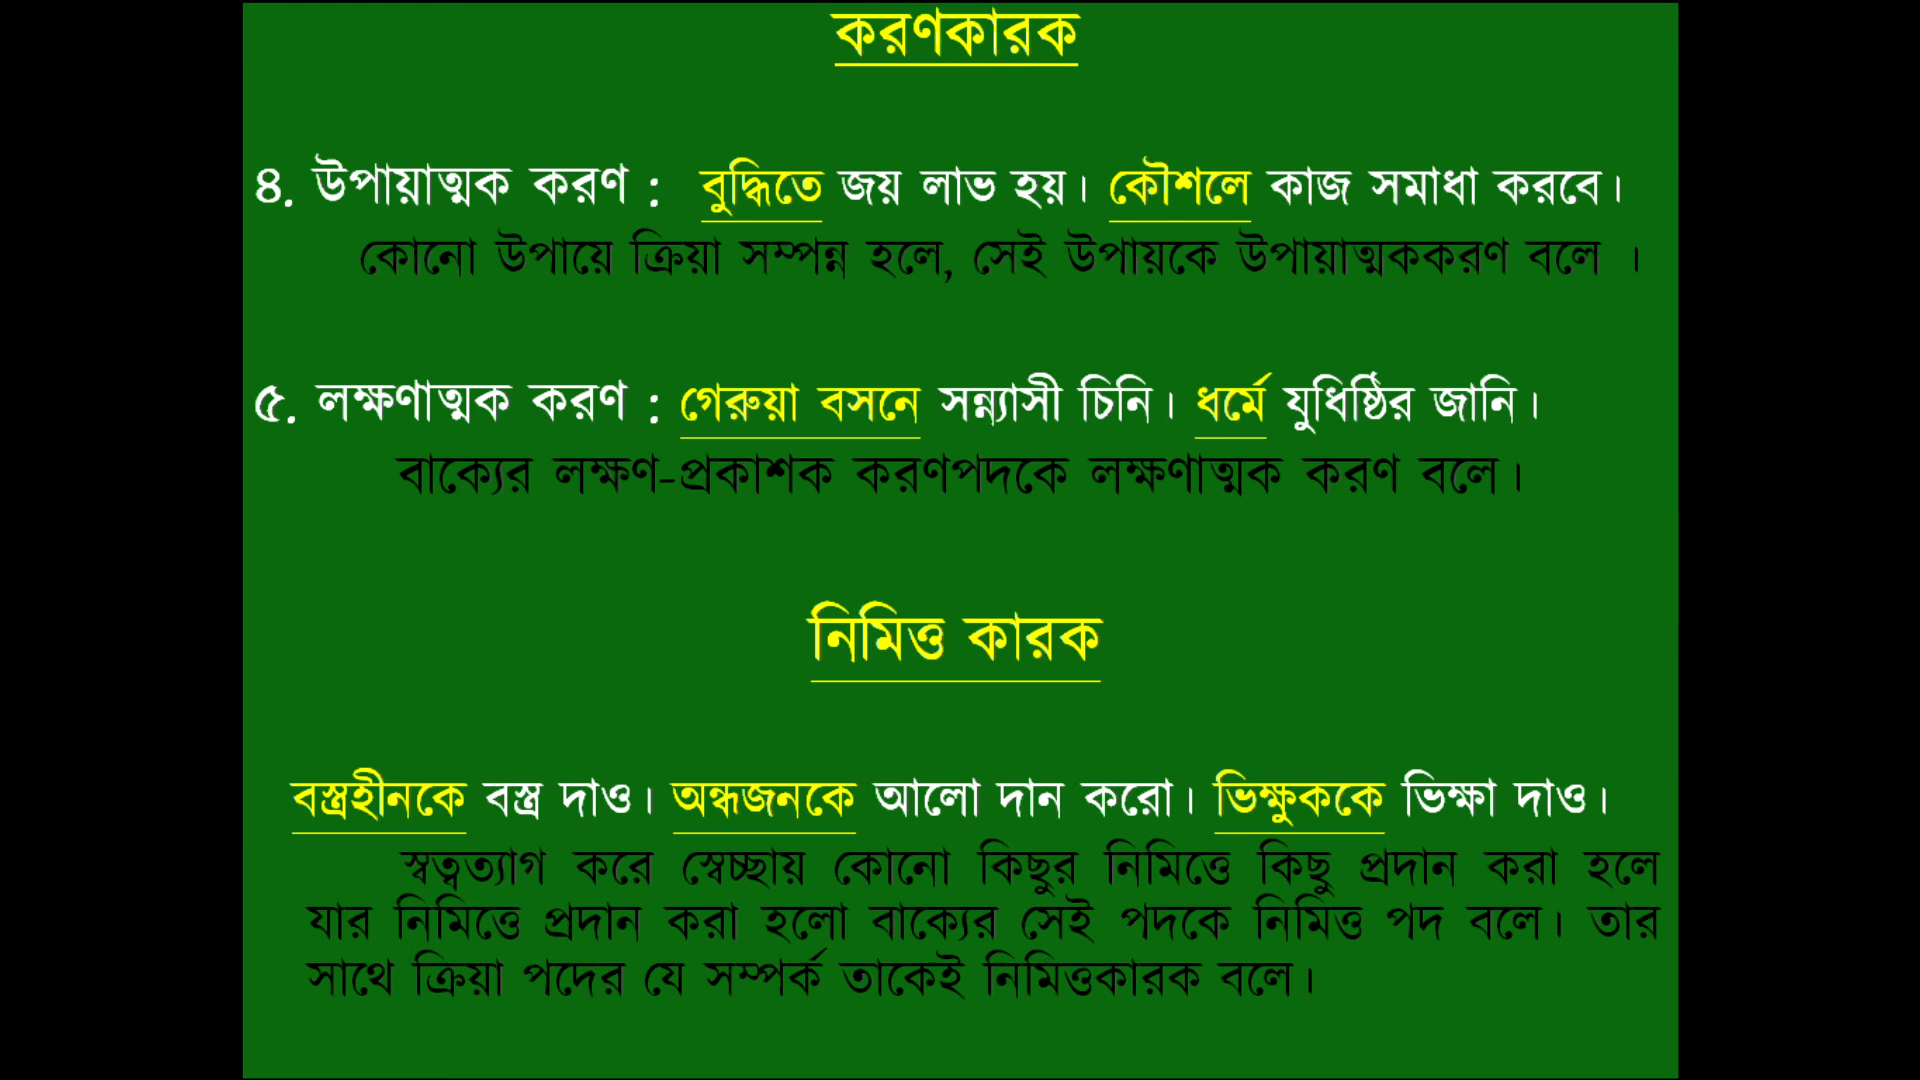 করণকারক
৪. উপায়াত্মক করণ : বুদ্ধিতে জয় লাভ হয়। কৌশলে কাজ সমাধা করবে।
কোনো উপায়ে ক্রিয়া সম্পন্ন হলে, সেই উপায়কে উপায়াত্মককরণ বলে ।
৫. লক্ষণাত্মক করণ : গেরুয়া বসনে সন্ন্যাসী চিনি। ধর্মে যুধিষ্ঠির জানি।
বাক্যের লক্ষণ-প্রকাশক করণপদকে লক্ষণাত্মক করণ বলে।
নিমিত্ত কারক
বস্ত্রহীনকে বস্ত্র দাও। অন্ধজনকে আলো দান করো। ভিক্ষুককে ভিক্ষা দাও।
স্বত্বত্যাগ করে স্বেচ্ছায় কোনো কিছুর নিমিত্তে কিছু প্রদান করা হলে
যার নিমিত্তে প্রদান করা হলো বাক্যের সেই পদকে নিমিত্ত পদ বলে। তার
সাথে ক্রিয়া পদের যে সম্পর্ক তাকেই নিমিত্তকারক বলে।